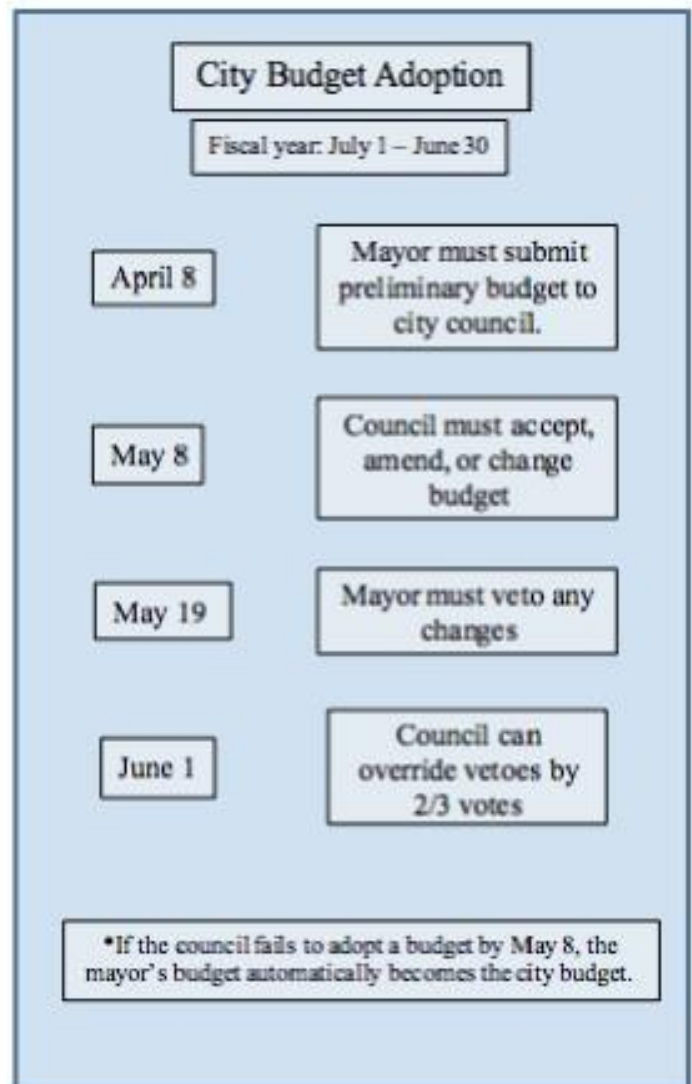 City Budget Adoption
Fiscal year: July 1 – June 30
April 8
Mayor must submit
preliminary budget to
city council.
May 8
Council must accept,
amend, or change
budget
May 19
Mayor must veto any
changes
June 1
Council can
override vetoes by
2/3 votes
*If the council fails to adopt a budget by May 8, the
mayor's budget automatically becomes the city budget.